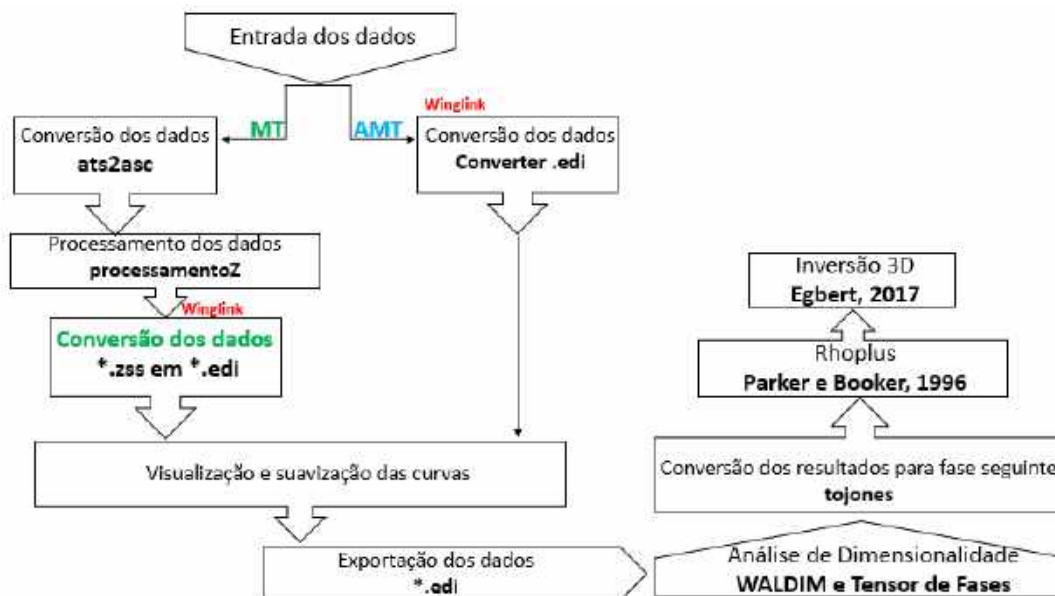 Entrada dos dados
MT
AMT
Winglink
Conversão dos dados
ats2asc
Conversão dos dados
Converter .edi
Processamento dos dados
processamentoZ
Winglink
Conversão dos dados
*.zss em *.edi
Visualização e suavização das curvas
Exportação dos dados
*.edi
Análise de Dimensionalidade
WALDIM e Tensor de Fases
Conversão dos resultados para fase seguinte
tojones
Rhoplus
Parker e Booker, 1996
Inversão 3D
Egbert, 2017